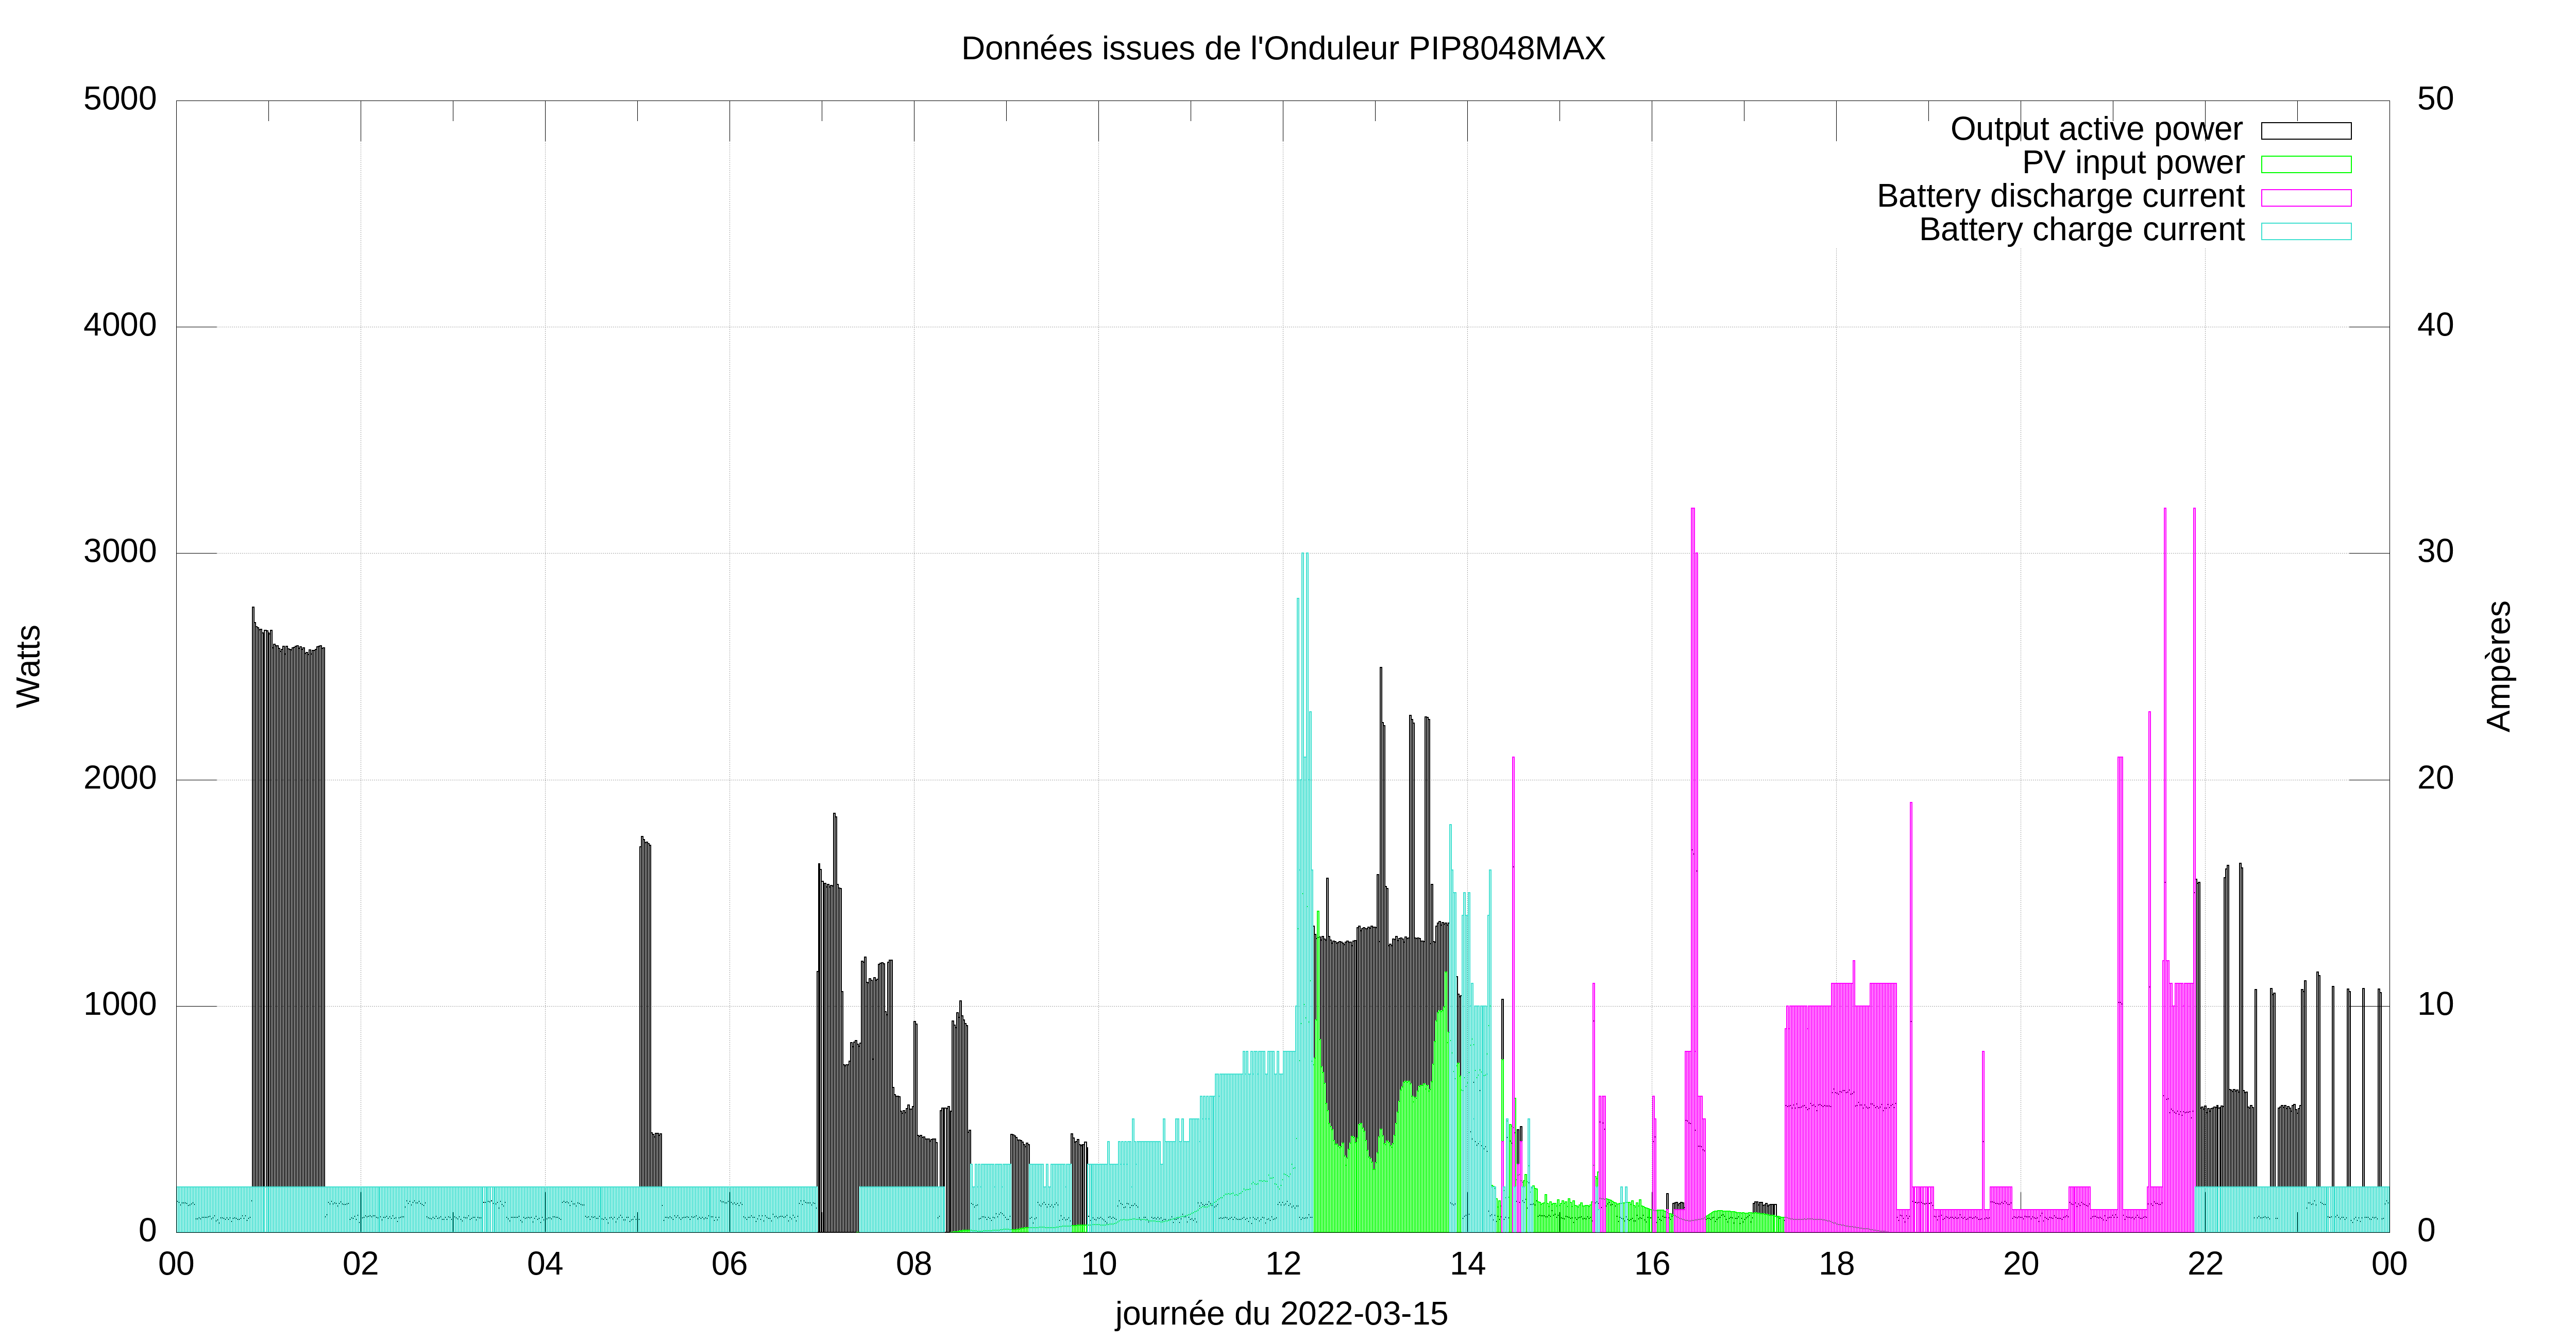 Données issues de l'Onduleur PIP8048MAX
5000
4000
3000
2000
1000
0
50
40
30
20
10
0
Watts
Ampères
Output active power
PV input power
Battery discharge current
Battery charge current
00 02 04 06 08 10 12 14 16 18 20 22 00
journée du 2022-03-15